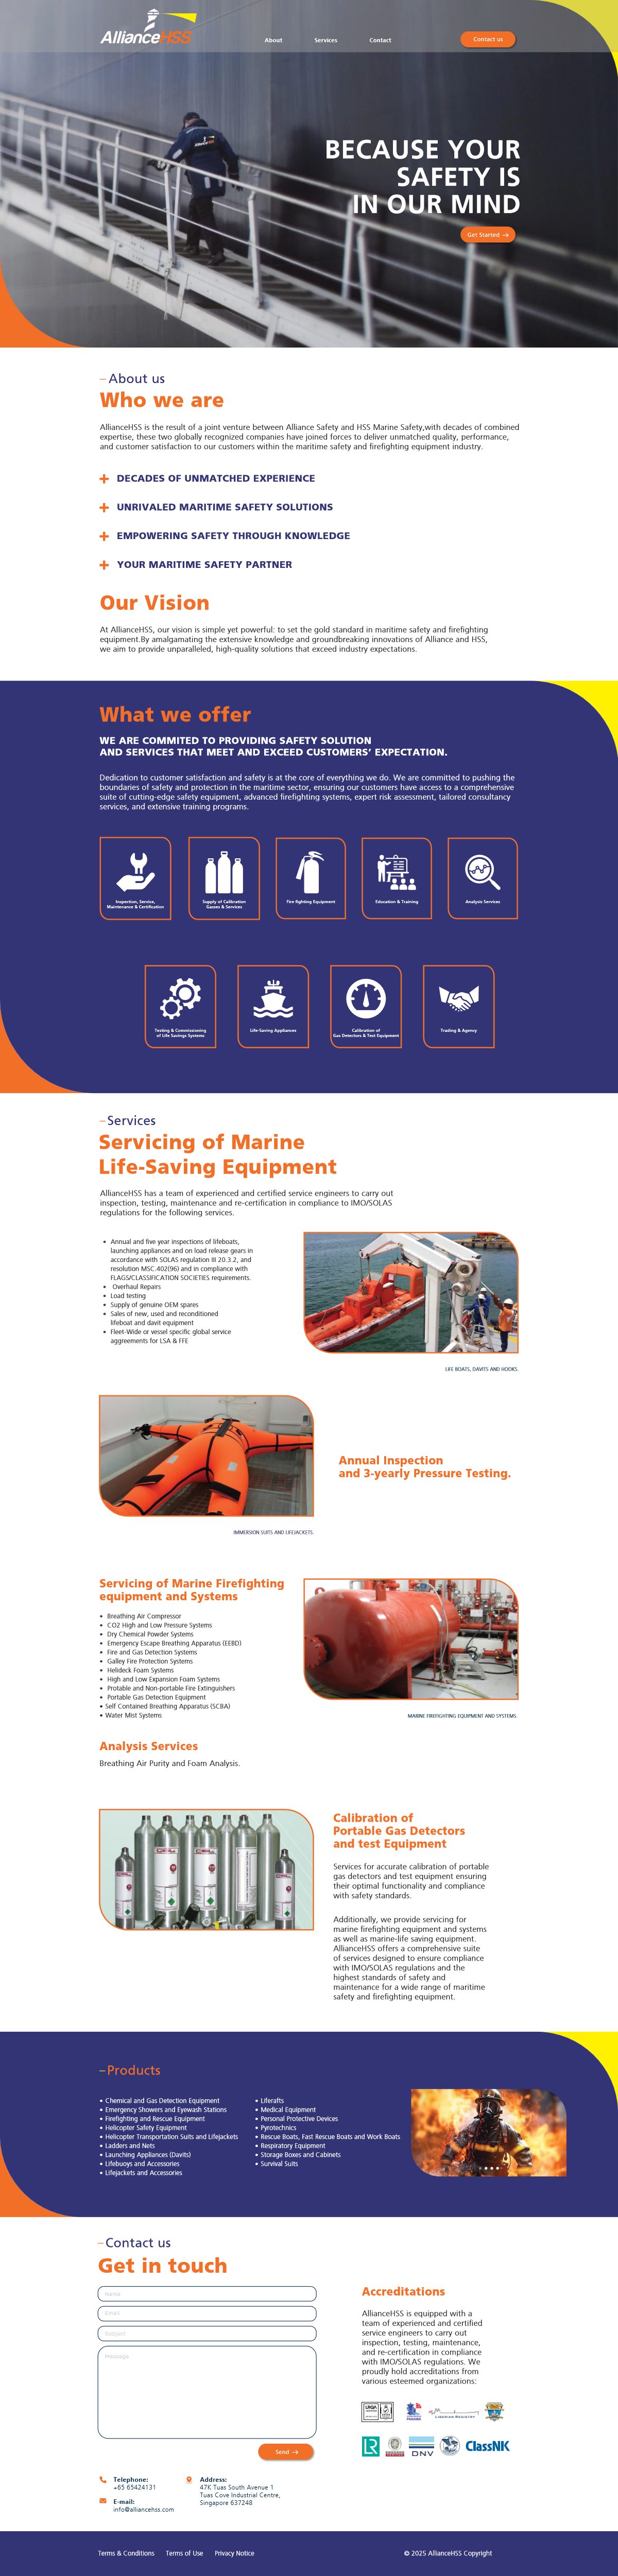 AllianceHSS
About
Services
Contact
Contact us
BECAUSE YOUR
SAFETY IS
IN OUR MIND
Get Started →
– About us
Who we are
AllianceHSS is the result of a joint venture between Alliance Safety and HSS Marine Safety,with decades of combined
expertise, these two globally recognized companies have joined forces to deliver unmatched quality, performance,
and customer satisfaction to our customers within the maritime safety and firefighting equipment industry.
DECADES OF UNMATCHED EXPERIENCE
UNRIVALED MARITIME SAFETY SOLUTIONS
EMPOWERING SAFETY THROUGH KNOWLEDGE
YOUR MARITIME SAFETY PARTNER
Our Vision
At AllianceHSS, our vision is simple yet powerful: to set the gold standard in maritime safety and firefighting
equipment.By amalgamating the extensive knowledge and groundbreaking innovations of Alliance and HSS,
we aim to provide unparalleled, high-quality solutions that exceed industry expectations.
What we offer
WE ARE COMMITED TO PROVIDING SAFETY SOLUTION
AND SERVICES THAT MEET AND EXCEED CUSTOMERS' EXPECTATION.
Dedication to customer satisfaction and safety is at the core of everything we do. We are committed to pushing the
boundaries of safety and protection in the maritime sector, ensuring our customers have access to a comprehensive
suite of cutting-edge safety equipment, advanced firefighting systems, expert risk assessment, tailored consultancy
services, and extensive training programs.
Inspection, Service,
Maintenance & Certification
Supply of Calibration
Gasses & Services
Fire fighting Equipment
Education & Training
Analysis Services
Testing & Commissioning
of Life Savings Systems
Life-Saving Appliances
Calibration of
Gas Detectors & Test Equipment
Trading & Agency
– Services
Servicing of Marine
Life-Saving Equipment
AllianceHSS has a team of experienced and certified service engineers to carry out
inspection, testing, maintenance and re-certification in compliance to IMO/SOLAS
regulations for the following services.
• Annual and five year inspections of lifeboats,
launching appliances and on load release gears in
accordance with SOLAS regulation III 20.3.2, and
resolution MSC.402(96) and in compliance with
FLAGS/CLASSIFICATION SOCIETIES requirements.
• Overhaul Repairs
• Load testing
• Supply of genuine OEM spares
• Sales of new, used and reconditioned
lifeboat and davit equipment
• Fleet-Wide or vessel specific global service
aggreements for LSA & FFE
LIFE BOATS, DAVITS AND HOOKS.
IMMERSION SUITS AND LIFEJACKETS.
Annual Inspection
and 3-yearly Pressure Testing.
Servicing of Marine Firefighting
equipment and Systems
• Breathing Air Compressor
• CO2 High and Low Pressure Systems
• Dry Chemical Powder Systems
• Emergency Escape Breathing Apparatus (EEBD)
• Fire and Gas Detection Systems
• Galley Fire Protection Systems
• Helideck Foam Systems
• High and Low Expansion Foam Systems
• Protable and Non-portable Fire Extinguishers
• Portable Gas Detection Equipment
• Self Contained Breathing Apparatus (SCBA)
• Water Mist Systems
MARINE FIREFIGHTING EQUIPMENT AND SYSTEMS.
Analysis Services
Breathing Air Purity and Foam Analysis.
Calibration of
Portable Gas Detectors
and test Equipment
Services for accurate calibration of portable
gas detectors and test equipment ensuring
their optimal functionality and compliance
with safety standards.
Additionally, we provide servicing for
marine firefighting equipment and systems
as well as marine-life saving equipment.
AllianceHSS offers a comprehensive suite
of services designed to ensure compliance
with IMO/SOLAS regulations and the
highest standards of safety and
maintenance for a wide range of maritime
safety and firefighting equipment.
– Products
• Chemical and Gas Detection Equipment
• Emergency Showers and Eyewash Stations
• Firefighting and Rescue Equipment
• Helicopter Safety Equipment
• Helicopter Transportation Suits and Lifejackets
• Ladders and Nets
• Launching Appliances (Davits)
• Lifebuoys and Accessories
• Lifejackets and Accessories
• Liferafts
• Medical Equipment
• Personal Protective Devices
• Pyrotechnics
• Rescue Boats, Fast Rescue Boats and Work Boats
• Respiratory Equipment
• Storage Boxes and Cabinets
• Survival Suits
– Contact us
Get in touch
Name
Email
Subject
Message
Send →
Telephone:
+65 65424131
E-mail:
info@alliancehss.com
Address:
47K Tuas South Avenue 1
Tuas Cove Industrial Centre,
Singapore 637248
Accreditations
AllianceHSS is equipped with a
team of experienced and certified
service engineers to carry out
inspection, testing, maintenance,
and re-certification in compliance
with IMO/SOLAS regulations. We
proudly hold accreditations from
various esteemed organizations:
LIBERIAN REGISTRY
LR
DNV
ClassNK
Terms & Conditions
Terms of Use
Privacy Notice
© 2025 AllianceHSS Copyright